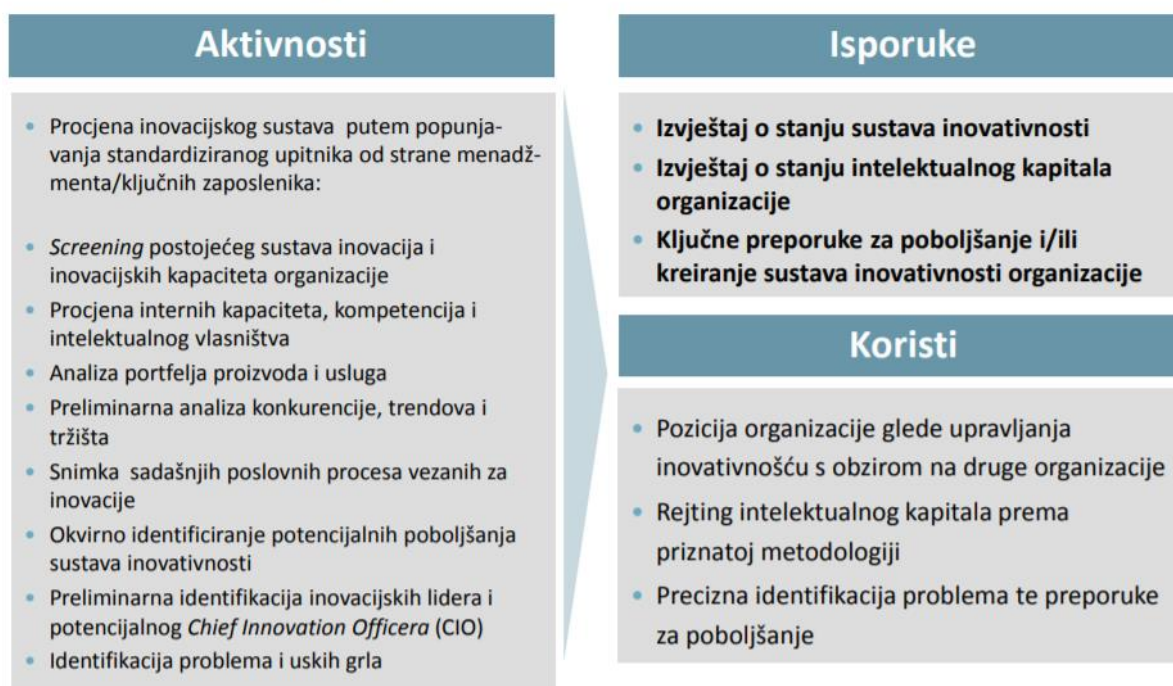 Aktivnosti
• Procjena inovacijskog sustava putem popunja-
vanja standardiziranog upitnika od strane menadž-
menta/ključnih zaposlenika:
• Screening postojećeg sustava inovacija i
inovacijskih kapaciteta organizacije
• Procjena internih kapaciteta, kompetencija i
intelektualnog vlasništva
• Analiza portfelja proizvoda i usluga
• Preliminarna analiza konkurencije, trendova i
tržišta
• Snimka sadašnjih poslovnih procesa vezanih za
inovacije
• Okvirno identificiranje potencijalnih poboljšanja
sustava inovativnosti
• Preliminarna identifikacija inovacijskih lidera i
potencijalnog Chief Innovation Officera (CIO)
• Identifikacija problema i uskih grla
Isporuke
• Izvještaj o stanju sustava inovativnosti
• Izvještaj o stanju intelektualnog kapitala
organizacije
• Ključne preporuke za poboljšanje i/ili
kreiranje sustava inovativnosti organizacije
Koristi
• Pozicija organizacije glede upravljanja
inovativnošću s obzirom na druge organizacije
• Rejting intelektualnog kapitala prema
priznatoj metodologiji
• Precizna identifikacija problema te preporuke
za poboljšanje